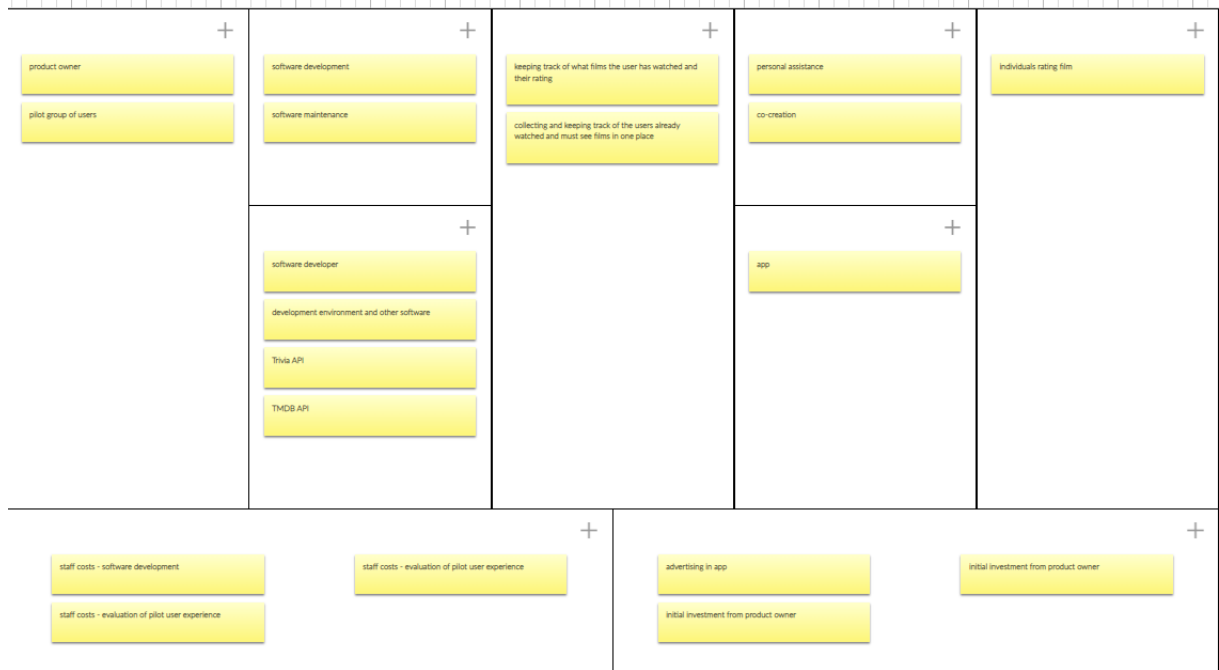 product owner
pilot group of users
software development
software maintenance
software developer
development environment and other software
Trivia API
TMDB API
keeping track of what films the user has watched and
their rating
collecting and keeping track of the users already
watched and must see films in one place
personal assistance
co-creation
app
individuals rating film
staff costs - software development
staff costs - evaluation of pilot user experience
staff costs - evaluation of pilot user experience
advertising in app
initial investment from product owner
initial investment from product owner